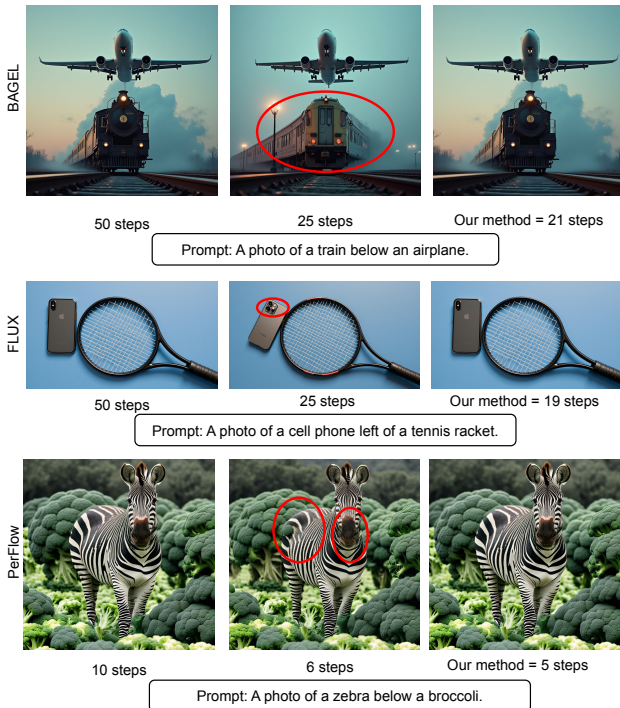 BAGEL
50 steps
25 steps
Our method = 21 steps
Prompt: A photo of a train below an airplane.
FLUX
50 steps
25 steps
Our method = 19 steps
Prompt: A photo of a cell phone left of a tennis racket.
PerFlow
10 steps
6 steps
Our method = 5 steps
Prompt: A photo of a zebra below a broccoli.